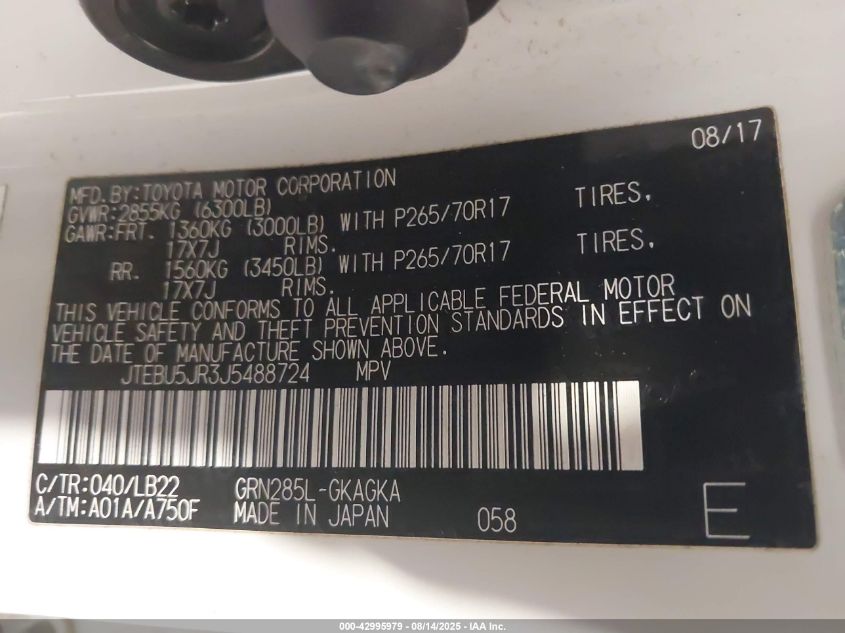 08/17
MFD.BY:TOYOTA MOTOR CORPORATION
GVWR:2855KG (6300LB)
GAWR:FRT. 1360KG (3000LB) WITH P265/70R17 TIRES,
17X7J RIMS.
RR. 1560KG (3450LB) WITH P265/70R17 TIRES,
17X7J RIMS.
THIS VEHICLE CONFORMS TO ALL APPLICABLE FEDERAL MOTOR
VEHICLE SAFETY AND THEFT PREVENTION STANDARDS IN EFFECT ON
THE DATE OF MANUFACTURE SHOWN ABOVE.
JTEBU5JR3J5488724 MPV
C/TR:040/LB22 GRN285L-GKAGKA
A/TM:A01A/A750F MADE IN JAPAN 058 E
000-42995979 - 08/14/2025 - IAA Inc.